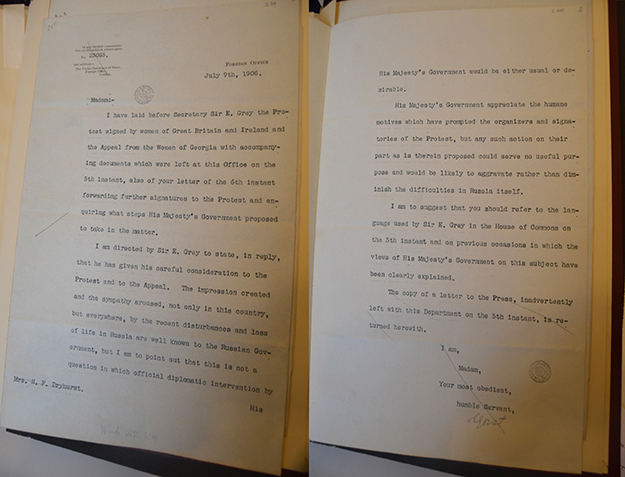 No. 23063.
The Under-Secretary of State,
Foreign Office,
London.
FOREIGN OFFICE
July 9th, 1906.
Madam:-
I have laid before Secretary Sir E. Grey the Pro-
test signed by women of Great Britain and Ireland and
the Appeal from the Women of Georgia with accompany-
ing documents which were left at this Office on the
5th instant, also of your letter of the 6th instant
forwarding further signatures to the Protest and en-
quiring what steps His Majesty's Government proposed
to take in the matter.
I am directed by Sir E. Grey to state, in reply,
that he has given his careful consideration to the
Protest and to the Appeal. The impression created
and the sympathy aroused, not only in this country,
but everywhere, by the recent disturbances and loss
of life in Russia are well known to the Russian Gov-
ernment, but I am to point out that this is not a
question in which official diplomatic intervention by
His
Mrs. N. F. Dryhurst.
His Majesty's Government would be either usual or de-
sirable.
His Majesty's Government appreciate the humane
motives which have prompted the organizers and signa-
tories of the Protest, but any such action on their
part as is therein proposed could serve no useful pur-
pose and would be likely to aggravate rather than dim-
inish the difficulties in Russia itself.
I am to suggest that you should refer to the lan-
guage used by Sir E. Grey in the House of Commons on
the 5th instant and on previous occasions in which the
views of His Majesty's Government on this subject have
been clearly explained.
The copy of a letter to the Press, inadvertently
left with this Department on the 5th instant, is re-
turned herewith.
I am,
Madam,
Your most obedient,
humble Servant,